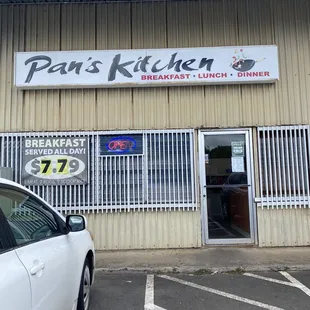 Pan's Kitchen
BREAKFAST • LUNCH • DINNER
BREAKFAST
SERVED ALL DAY!
$7.79
OPEN